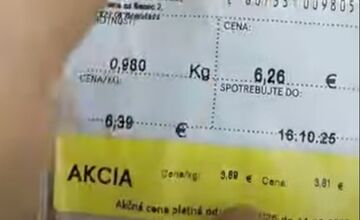 CENA:
0,980 Kg 6,26 €
CENA/KG: SPOTREBUJTE DO:
6,39 € 16.10.25
AKCIA Cena/kg: 3,89 € Cena: 3,81 €
Akčná cena platná od